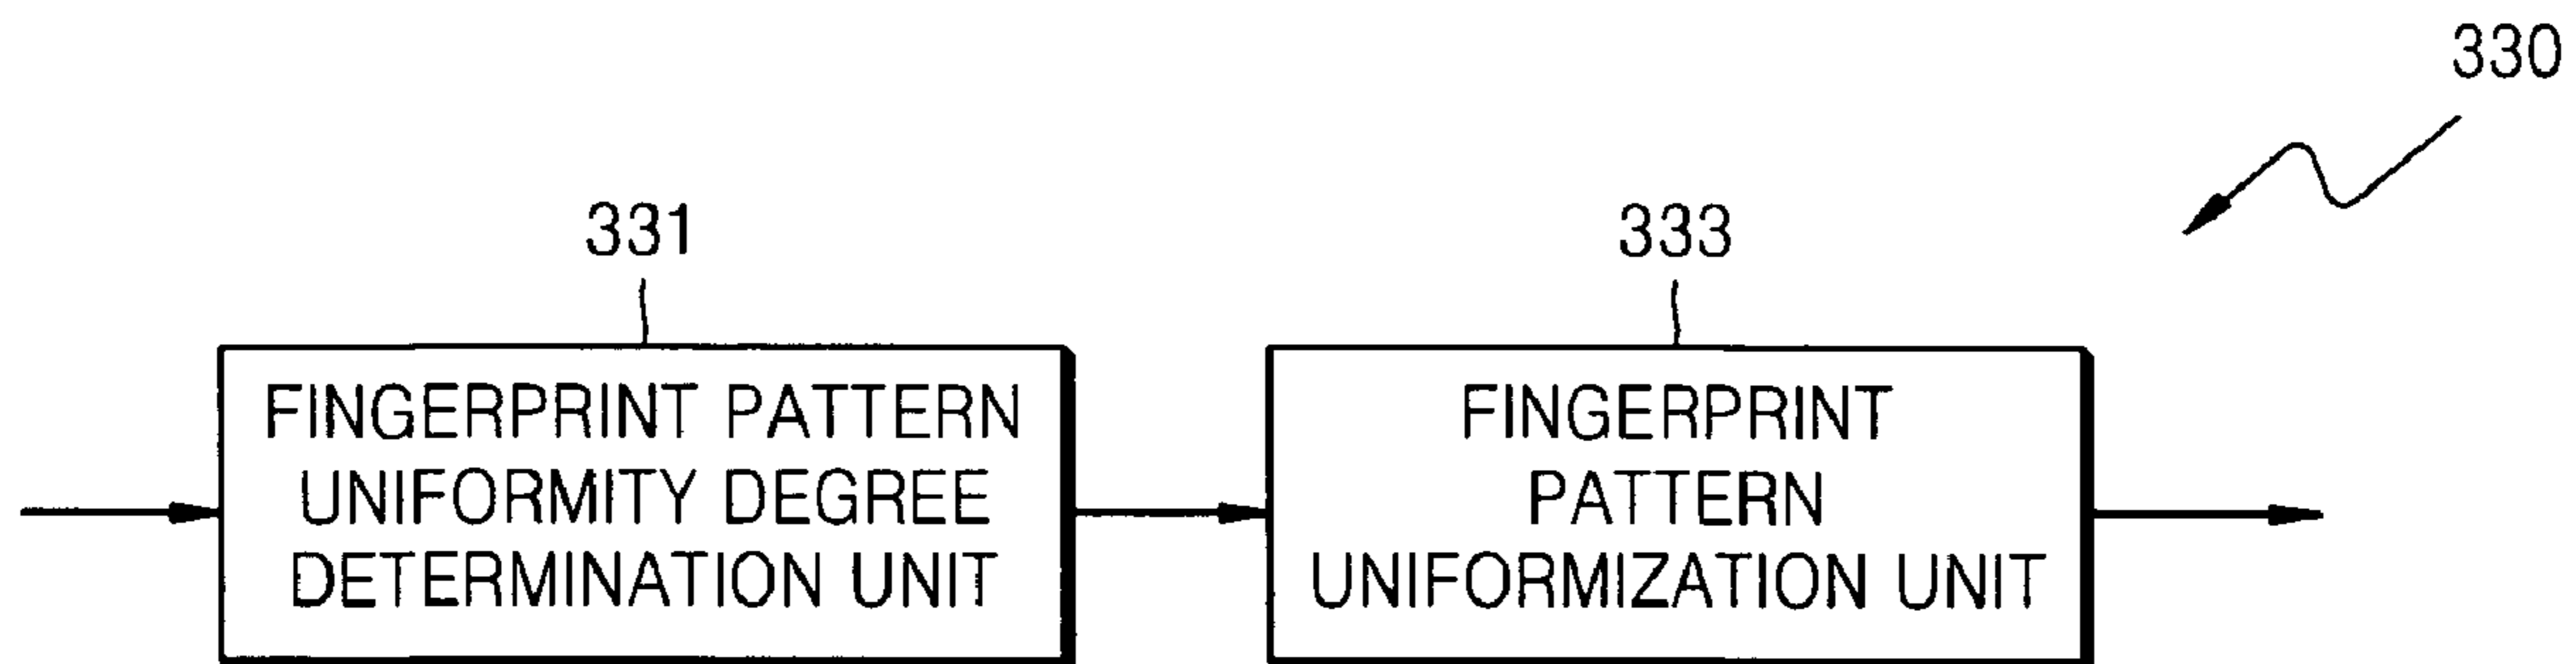 330
331
333
FINGERPRINT PATTERN
UNIFORMITY DEGREE
DETERMINATION UNIT
FINGERPRINT
PATTERN
UNIFORMIZATION UNIT